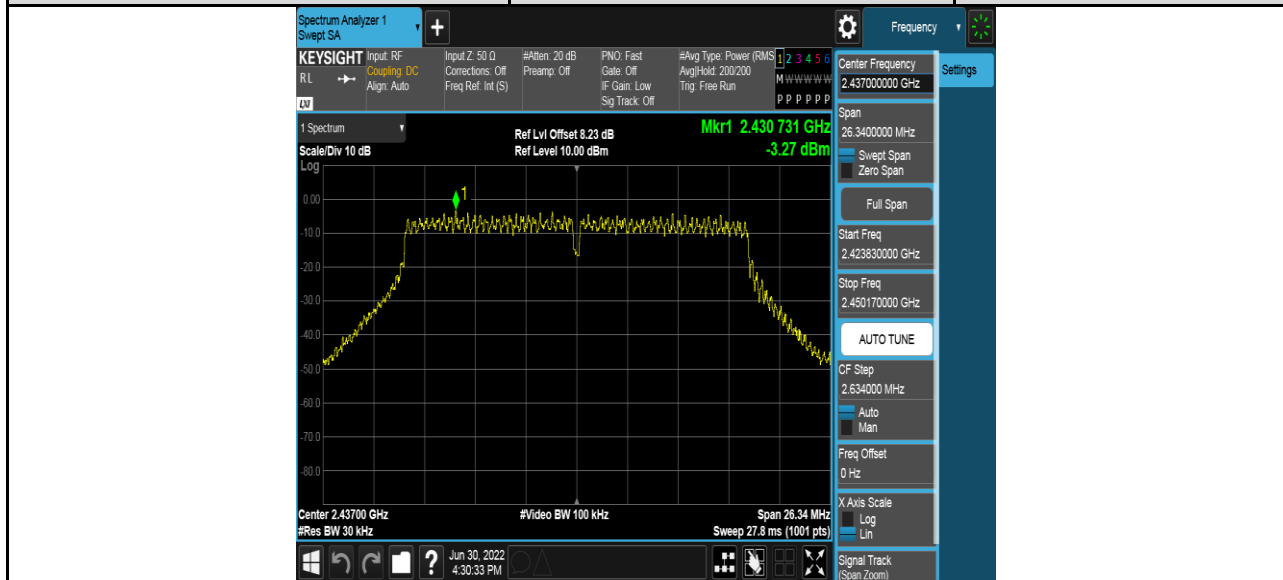 Spectrum Analyzer 1
Swept SA
+
Frequency
KEYSIGHT
RL
LXI
Input: RF
Coupling: DC
Align: Auto
Input Z: 50 Ω
Corrections: Off
Freq Ref: Int (S)
#Atten: 20 dB
Preamp: Off
PNO: Fast
Gate: Off
IF Gain: Low
Sig Track: Off
#Avg Type: Power (RMS
Avg|Hold: 200/200
Trig: Free Run
1 2 3 4 5 6
M W W W W W
P P P P P P
1 Spectrum
Scale/Div 10 dB
Log
Ref Lvl Offset 8.23 dB
Ref Level 10.00 dBm
Mkr1 2.430 731 GHz
-3.27 dBm
1
0.00
-10.0
-20.0
-30.0
-40.0
-50.0
-60.0
-70.0
-80.0
Center 2.43700 GHz
#Res BW 30 kHz
#Video BW 100 kHz
Span 26.34 MHz
Sweep 27.8 ms (1001 pts)
?
Jun 30, 2022
4:30:33 PM
Center Frequency
2.437000000 GHz
Settings
Span
26.3400000 MHz
Swept Span
Zero Span
Full Span
Start Freq
2.423830000 GHz
Stop Freq
2.450170000 GHz
AUTO TUNE
CF Step
2.634000 MHz
Auto
Man
Freq Offset
0 Hz
X Axis Scale
Log
Lin
Signal Track
(Span Zoom)